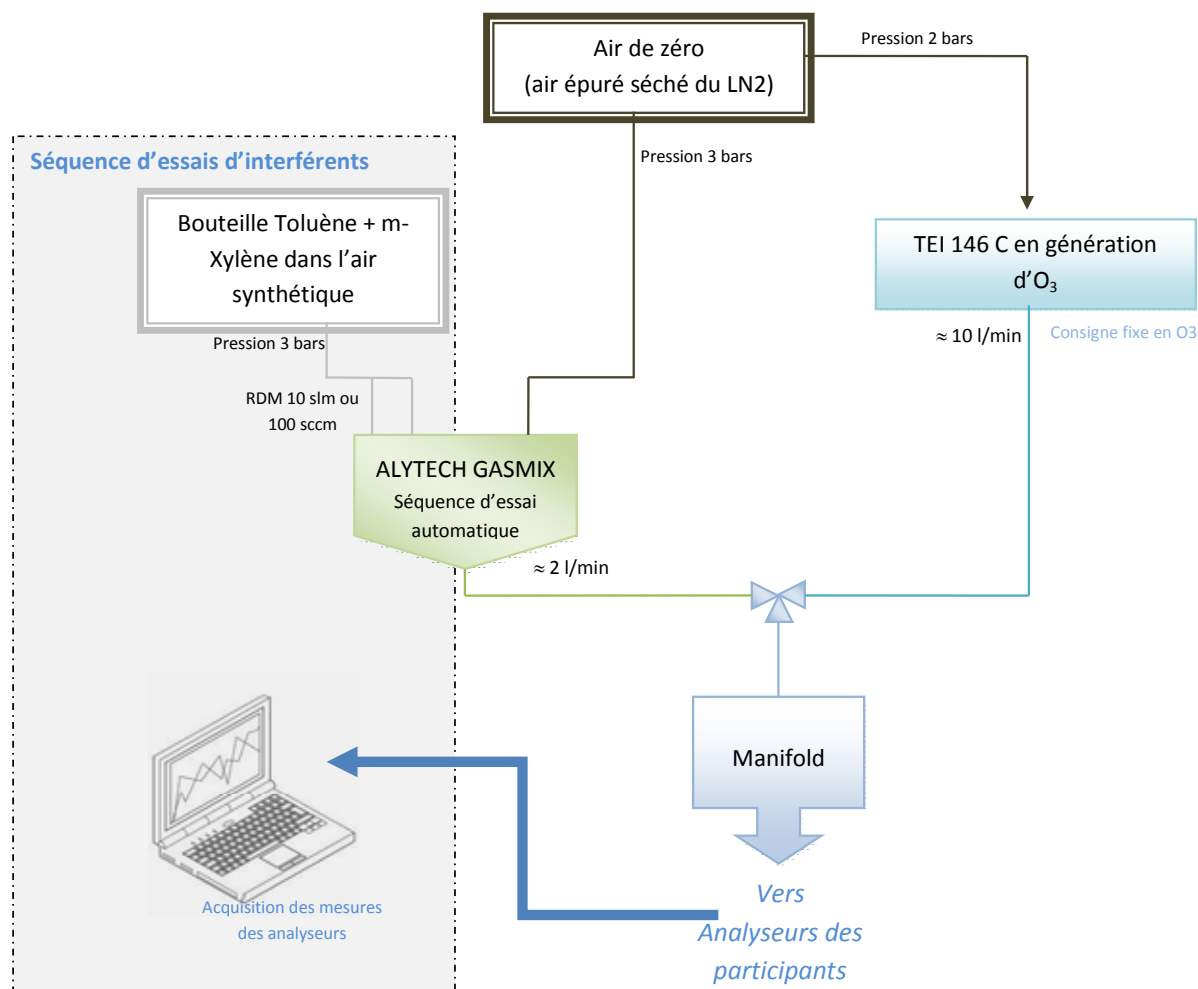 Air de zéro
(air épuré séché du LN2)
Pression 2 bars
Pression 3 bars
Séquence d'essais d'interférents
Bouteille Toluène + m-
Xylène dans l'air
synthétique
Pression 3 bars
RDM 10 slm ou
100 sccm
TEI 146 C en génération
d'O₃
≈ 10 l/min
Consigne fixe en O3
ALYTECH GASMIX
Séquence d'essai
automatique
≈ 2 l/min
Manifold
Acquisition des mesures
des analyseurs
Vers
Analyseurs des
participants